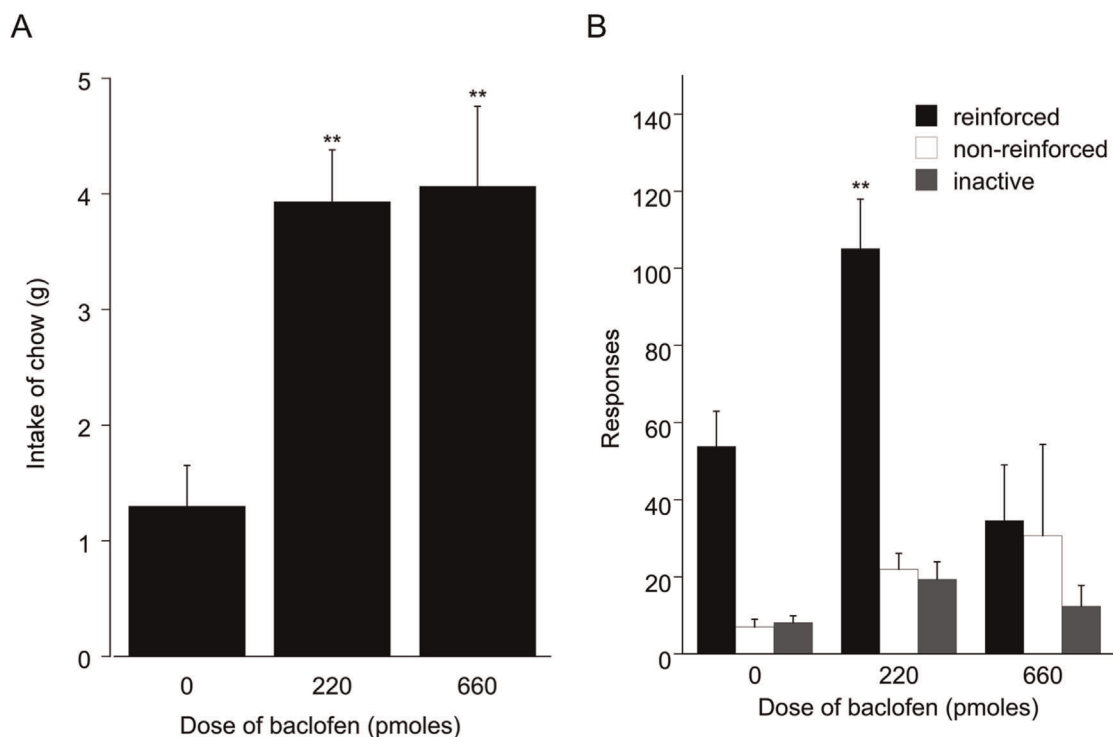 A
5
4
3
2
1
0
Intake of chow (g)
**
**
0 220 660
Dose of baclofen (pmoles)
B
140
120
100
80
60
40
20
0
Responses
reinforced
non-reinforced
inactive
**
0 220 660
Dose of baclofen (pmoles)